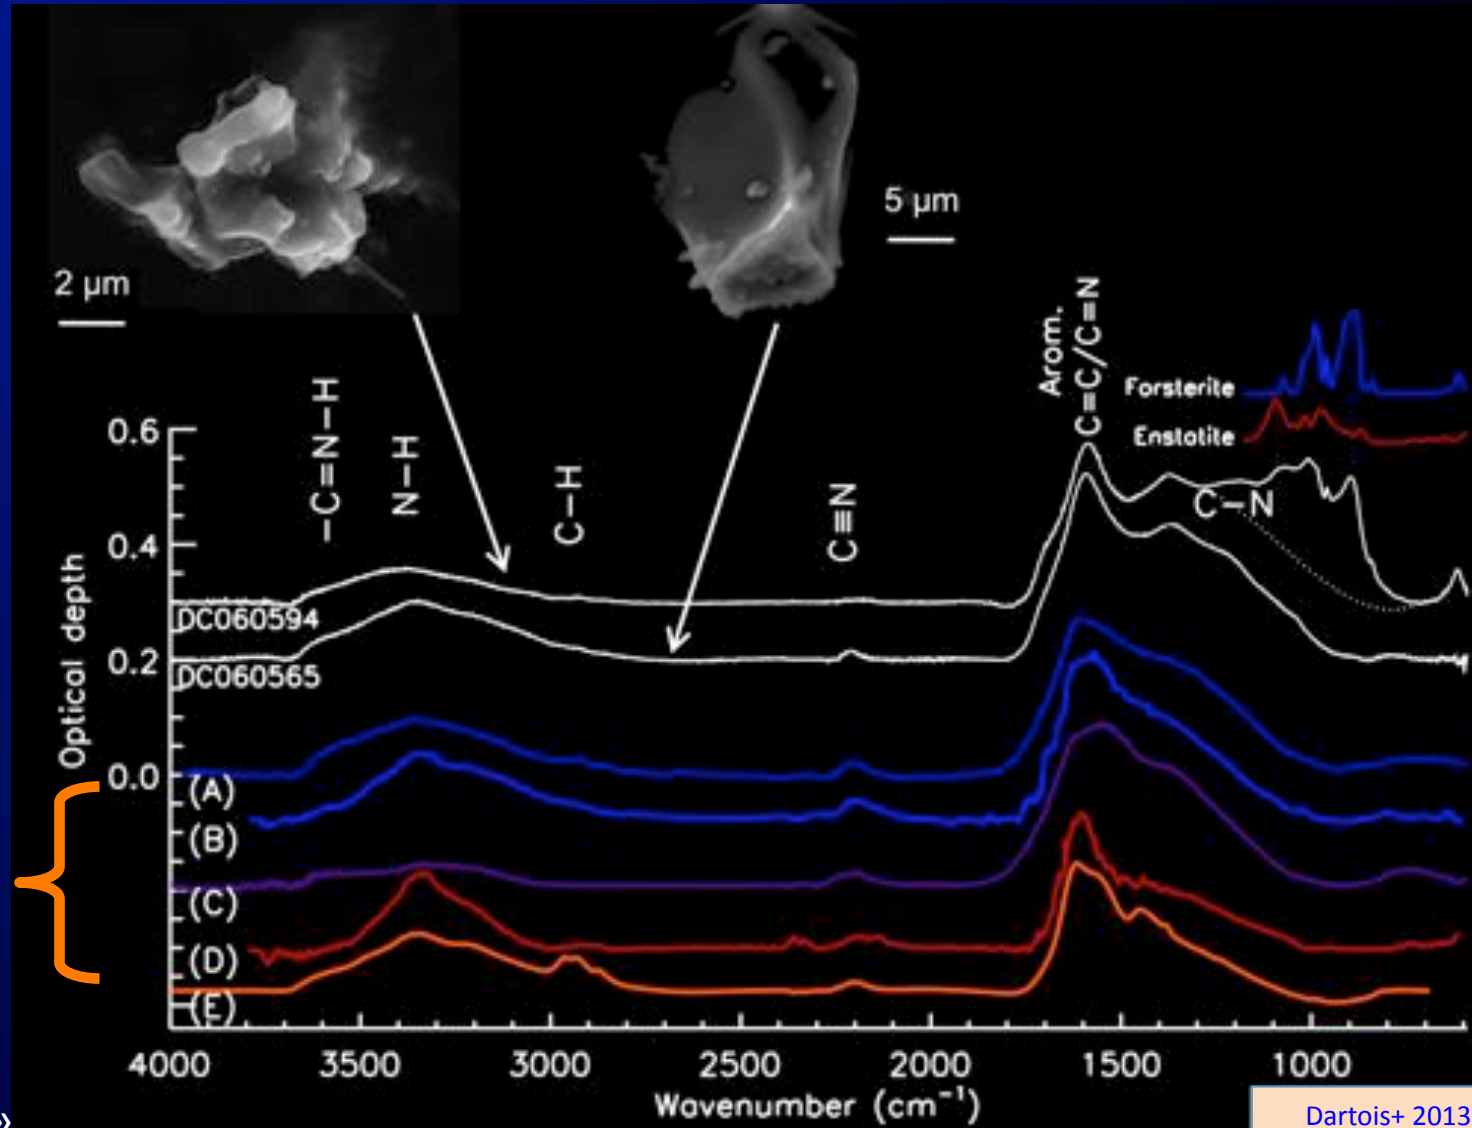 2 µm
5 µm
-C=N-H
N-H
C-H
C≡N
Arom.
C=C/C=N
Forsterite
Enstatite
C-N
0.6
0.4
0.2
0.0
Optical depth
DC060594
DC060565
(A)
(B)
(C)
(D)
(E)
4000 3500 3000 2500 2000 1500 1000
Wavenumber (cm⁻¹)
»
Dartois+ 2013